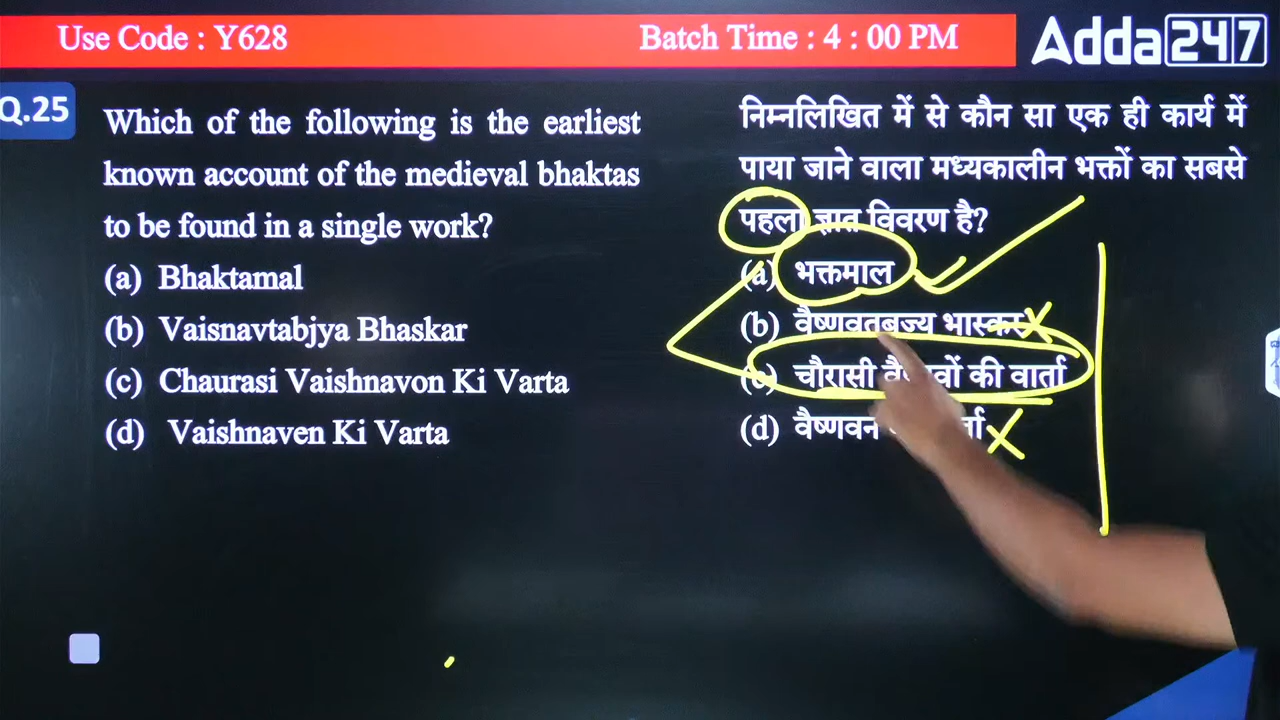 Use Code : Y628
Batch Time : 4 : 00 PM
Adda247
Q.25
Which of the following is the earliest
known account of the medieval bhaktas
to be found in a single work?
(a) Bhaktamal
(b) Vaisnavtabjya Bhaskar
(c) Chaurasi Vaishnavon Ki Varta
(d) Vaishnaven Ki Varta
निम्नलिखित में से कौन सा एक ही कार्य में
पाया जाने वाला मध्यकालीन भक्तों का सबसे
पहला ज्ञात विवरण है?
(a) भक्तमाल
(b) वैष्णवतबज्य भास्कर
(c) चौरासी की वार्ता
(d)